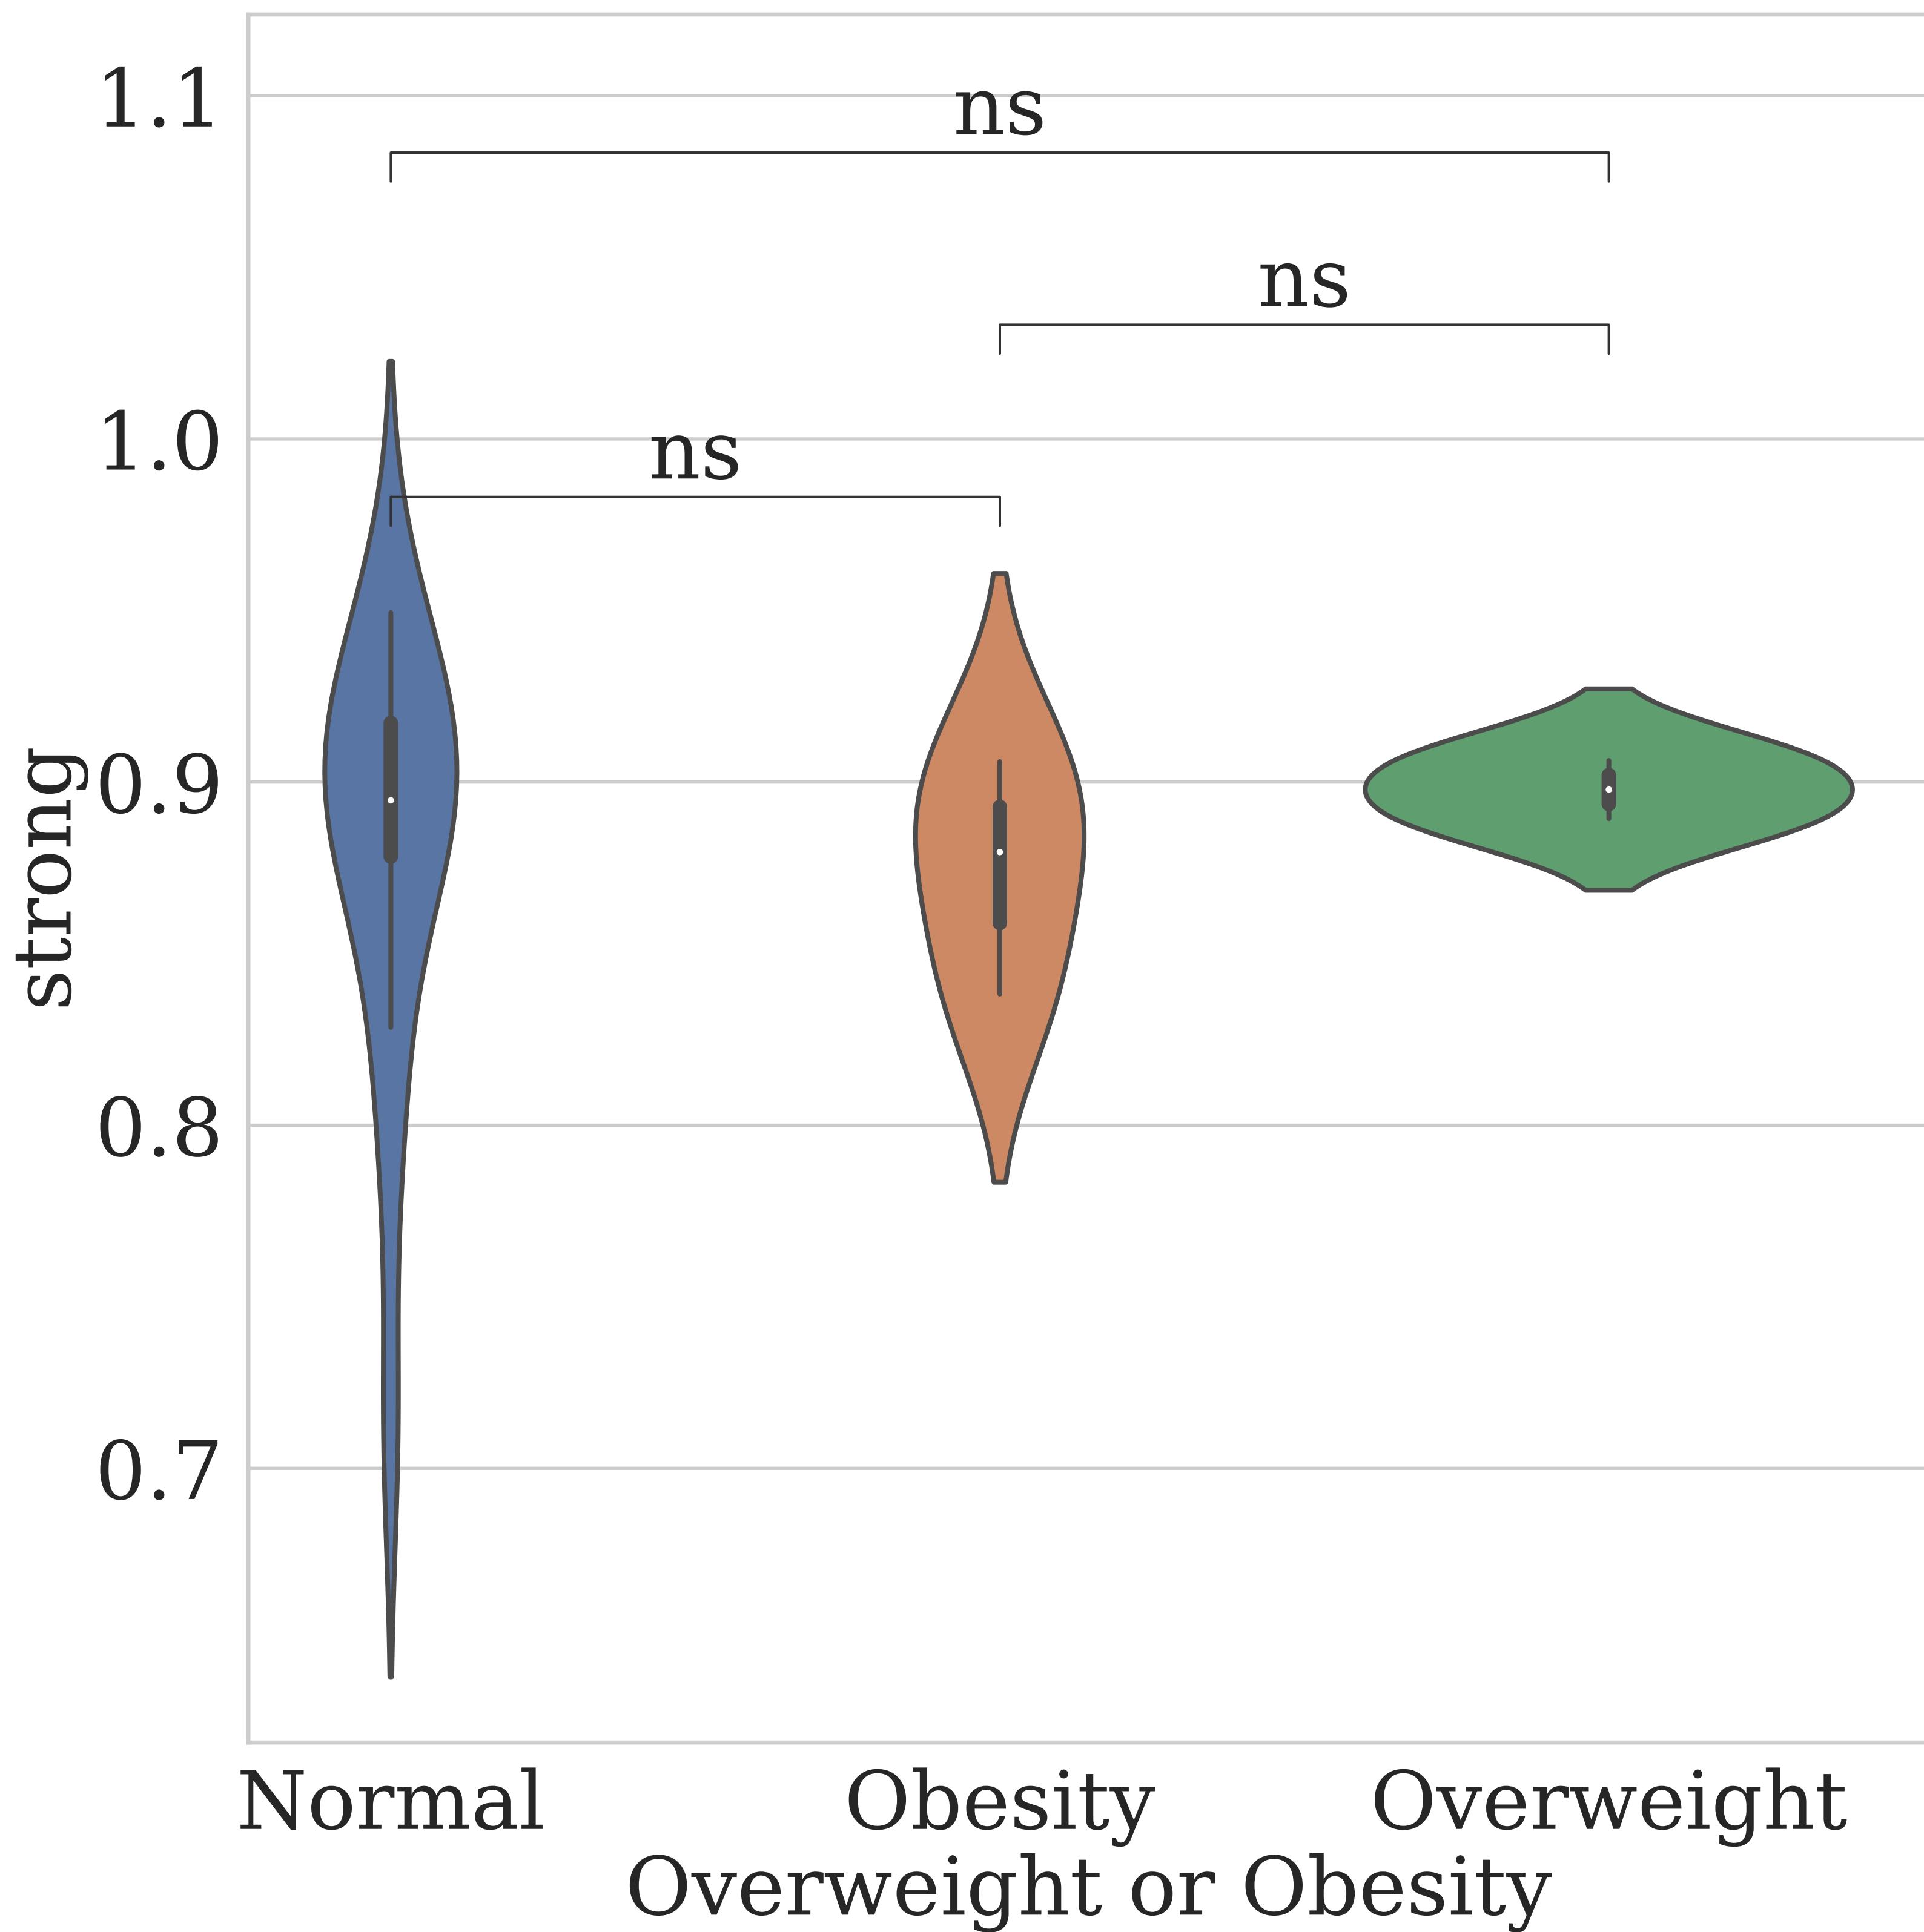 strong
1.1
1.0
0.9
0.8
0.7
ns
ns
ns
Normal
Obesity
Overweight
Overweight or Obesity